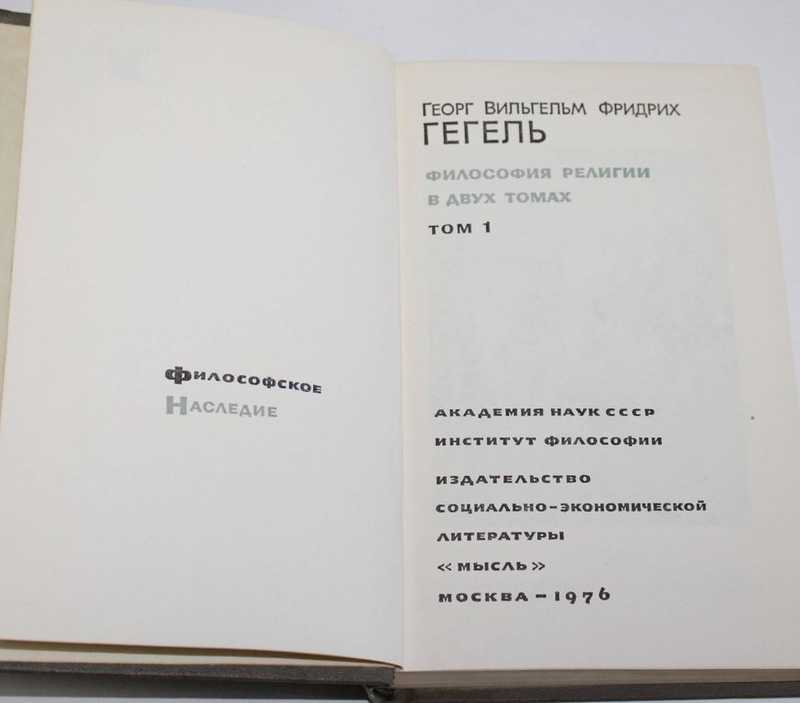 Философское
Наследие
Георг Вильгельм Фридрих
ГЕГЕЛЬ
ФИЛОСОФИЯ РЕЛИГИИ
В ДВУХ ТОМАХ
ТОМ 1
АКАДЕМИЯ НАУК СССР
ИНСТИТУТ ФИЛОСОФИИ
ИЗДАТЕЛЬСТВО
СОЦИАЛЬНО-ЭКОНОМИЧЕСКОЙ
ЛИТЕРАТУРЫ
«МЫСЛЬ»
МОСКВА – 1976